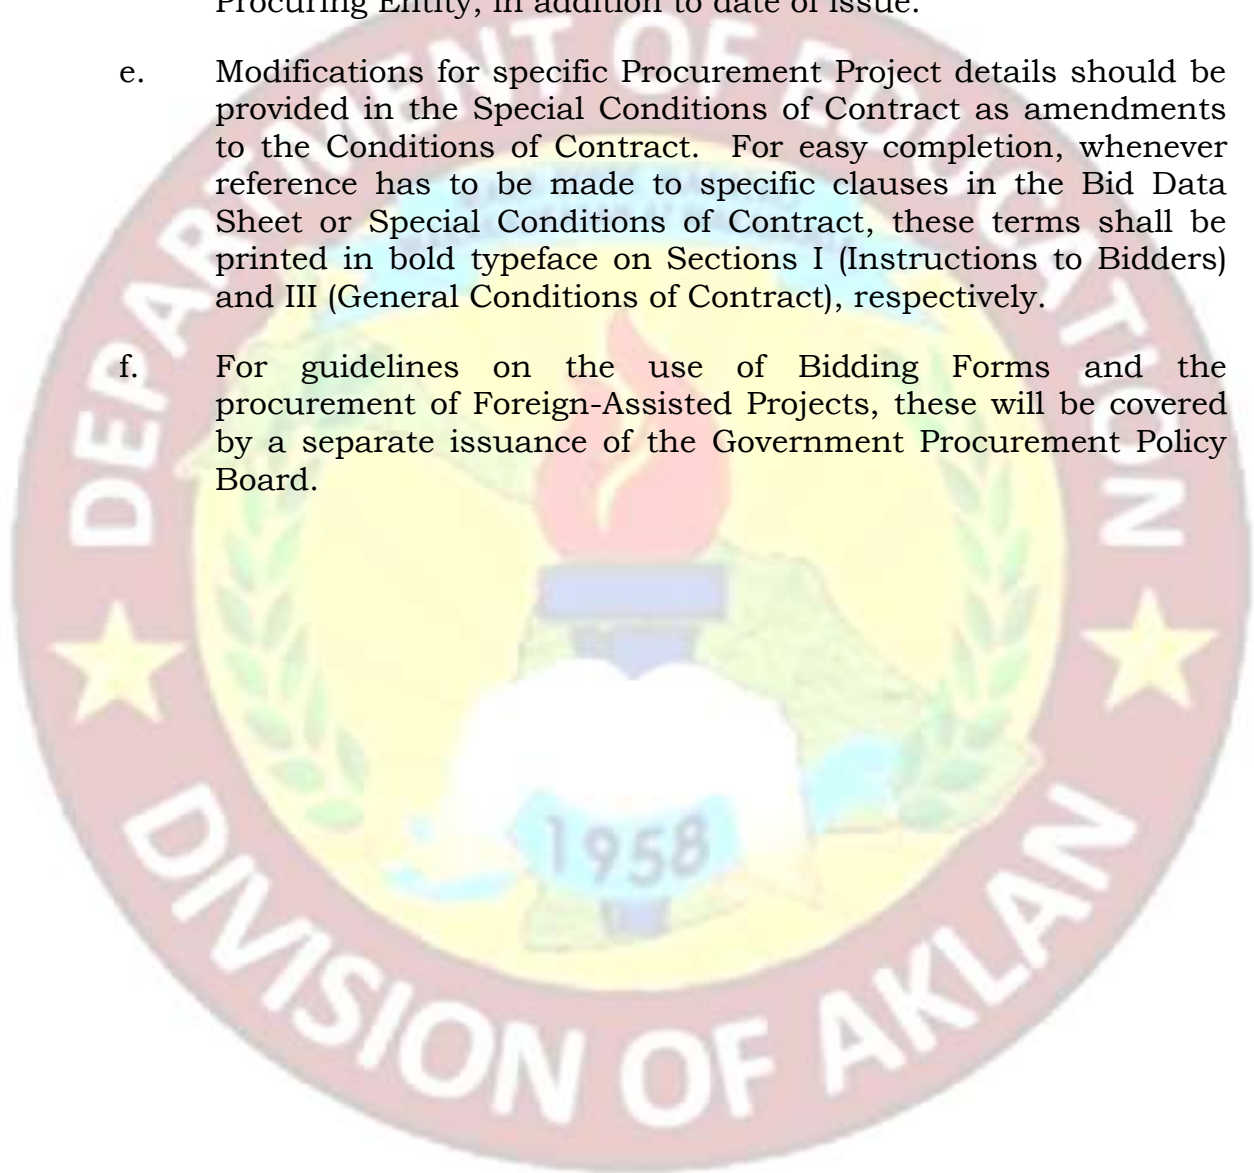 Procuring Entity, in addition to date of issue.
e. Modifications for specific Procurement Project details should be
provided in the Special Conditions of Contract as amendments
to the Conditions of Contract. For easy completion, whenever
reference has to be made to specific clauses in the Bid Data
Sheet or Special Conditions of Contract, these terms shall be
printed in bold typeface on Sections I (Instructions to Bidders)
and III (General Conditions of Contract), respectively.
f. For guidelines on the use of Bidding Forms and the
procurement of Foreign-Assisted Projects, these will be covered
by a separate issuance of the Government Procurement Policy
Board.
DEPARTMENT OF EDUCATION
1958
DIVISION OF AKLAN